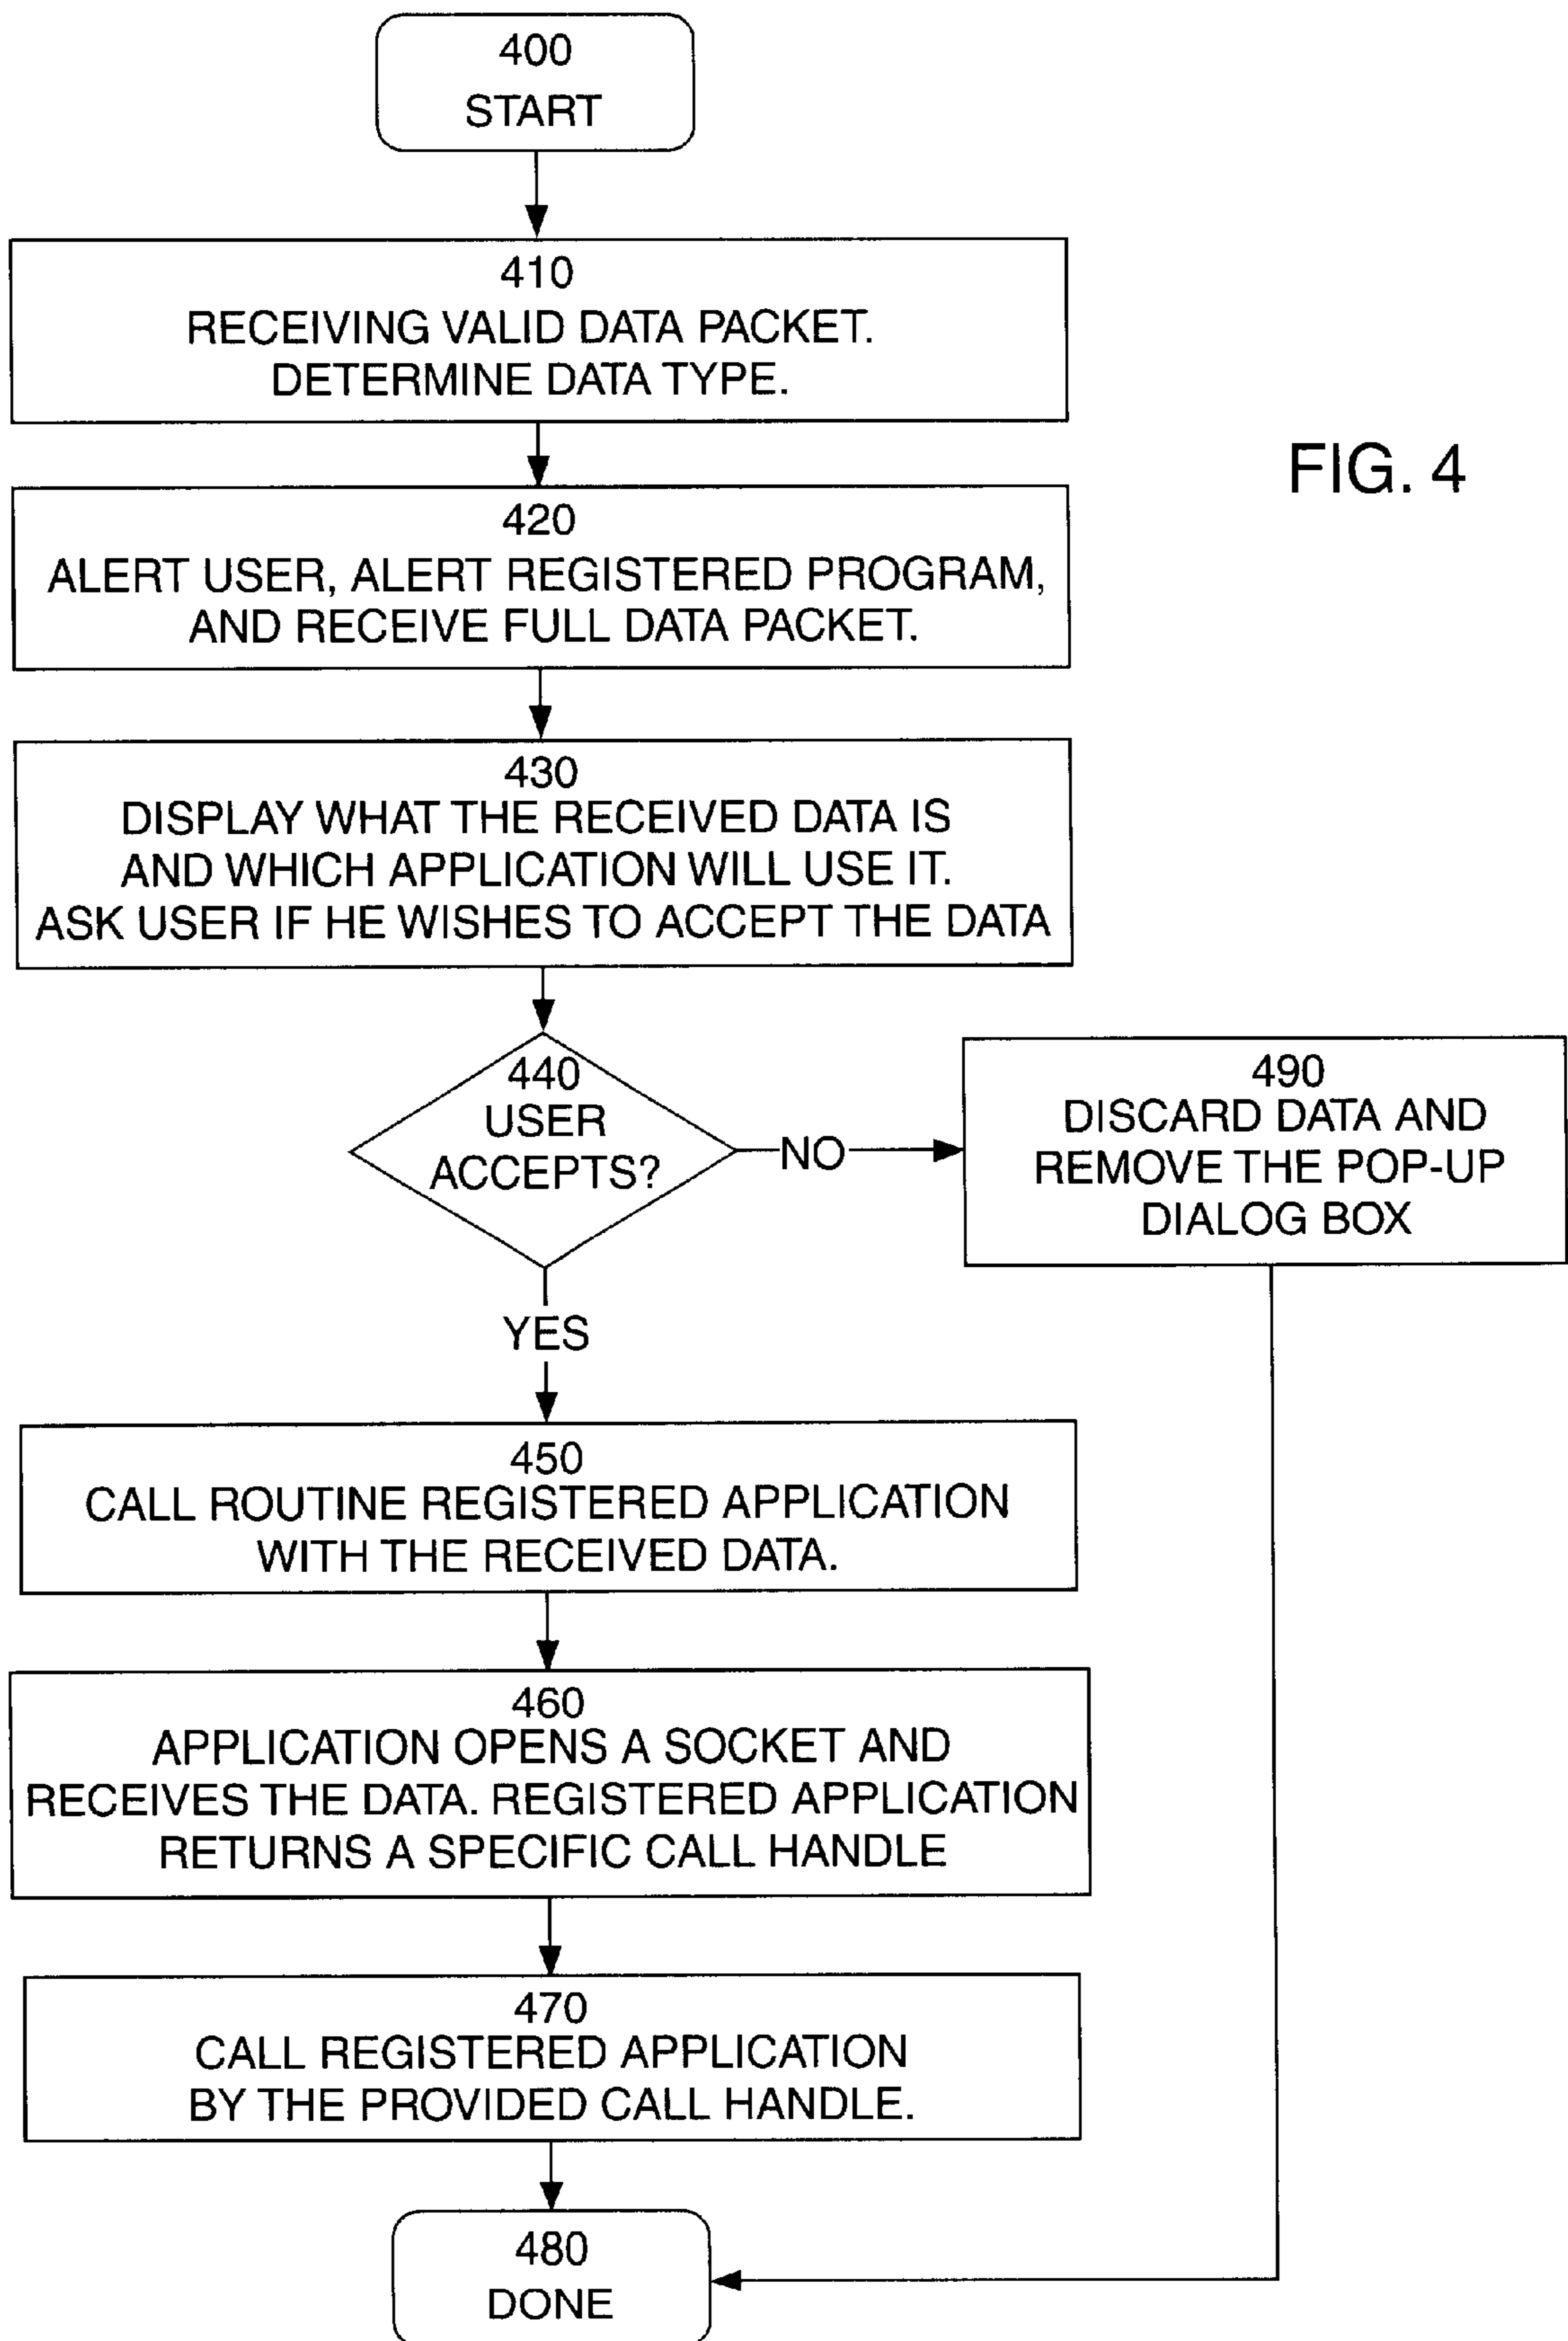 400
START
410
RECEIVING VALID DATA PACKET.
DETERMINE DATA TYPE.
FIG. 4
420
ALERT USER, ALERT REGISTERED PROGRAM,
AND RECEIVE FULL DATA PACKET.
430
DISPLAY WHAT THE RECEIVED DATA IS
AND WHICH APPLICATION WILL USE IT.
ASK USER IF HE WISHES TO ACCEPT THE DATA
440
USER
ACCEPTS?
NO
490
DISCARD DATA AND
REMOVE THE POP-UP
DIALOG BOX
YES
450
CALL ROUTINE REGISTERED APPLICATION
WITH THE RECEIVED DATA.
460
APPLICATION OPENS A SOCKET AND
RECEIVES THE DATA. REGISTERED APPLICATION
RETURNS A SPECIFIC CALL HANDLE
470
CALL REGISTERED APPLICATION
BY THE PROVIDED CALL HANDLE.
480
DONE